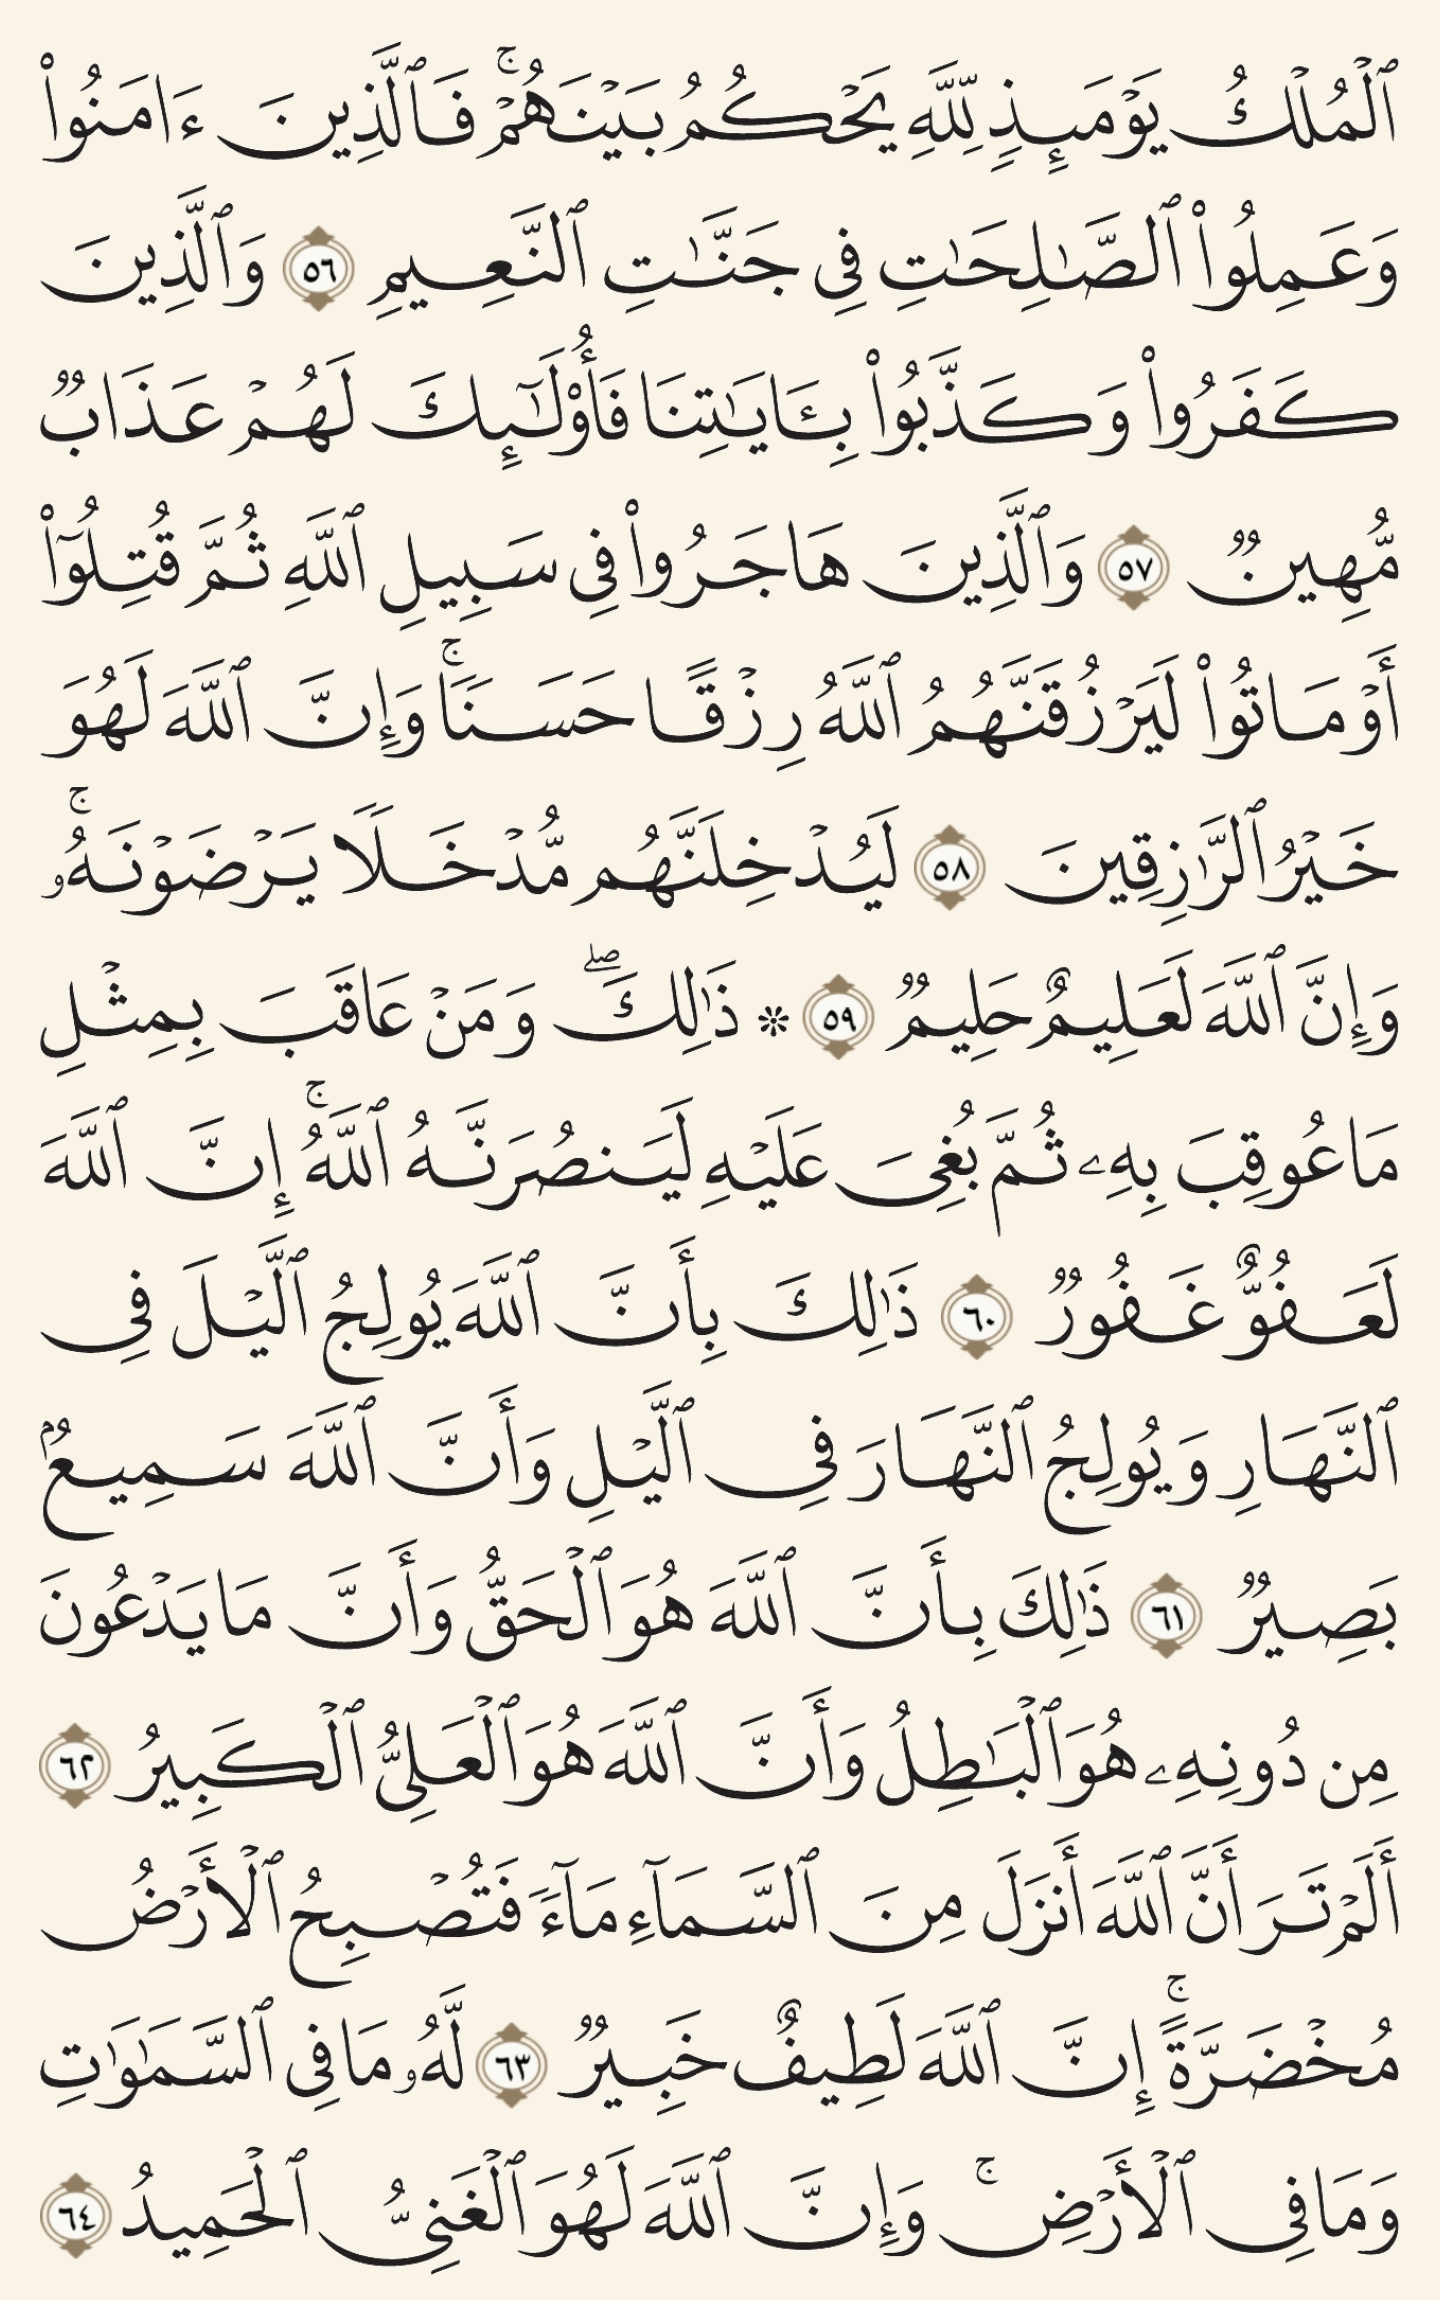 ٱلْمُلْكُ يَوْمَئِذٍ لِّلَّهِ يَحْكُمُ بَيْنَهُمْ ۚ فَٱلَّذِينَ ءَامَنُوا۟
وَعَمِلُوا۟ ٱلصَّـٰلِحَـٰتِ فِى جَنَّـٰتِ ٱلنَّعِيمِ ٥٦ وَٱلَّذِينَ
كَفَرُوا۟ وَكَذَّبُوا۟ بِـَٔايَـٰتِنَا فَأُو۟لَـٰٓئِكَ لَهُمْ عَذَابٌ
مُّهِينٌ ٥٧ وَٱلَّذِينَ هَاجَرُوا۟ فِى سَبِيلِ ٱللَّهِ ثُمَّ قُتِلُوٓا۟
أَوْ مَاتُوا۟ لَيَرْزُقَنَّهُمُ ٱللَّهُ رِزْقًا حَسَنًا ۚ وَإِنَّ ٱللَّهَ لَهُوَ
خَيْرُ ٱلرَّٰزِقِينَ ٥٨ لَيُدْخِلَنَّهُم مُّدْخَلًا يَرْضَوْنَهُۥ ۚ
وَإِنَّ ٱللَّهَ لَعَلِيمٌ حَلِيمٌ ٥٩ ۞ ذَٰلِكَ ۖ وَمَنْ عَاقَبَ بِمِثْلِ
مَا عُوقِبَ بِهِۦ ثُمَّ بُغِىَ عَلَيْهِ لَيَنصُرَنَّهُ ٱللَّهُ ۚ إِنَّ ٱللَّهَ
لَعَفُوٌّ غَفُورٌ ٦٠ ذَٰلِكَ بِأَنَّ ٱللَّهَ يُولِجُ ٱلَّيْلَ فِى
ٱلنَّهَارِ وَيُولِجُ ٱلنَّهَارَ فِى ٱلَّيْلِ وَأَنَّ ٱللَّهَ سَمِيعٌۢ
بَصِيرٌ ٦١ ذَٰلِكَ بِأَنَّ ٱللَّهَ هُوَ ٱلْحَقُّ وَأَنَّ مَا يَدْعُونَ
مِن دُونِهِۦ هُوَ ٱلْبَـٰطِلُ وَأَنَّ ٱللَّهَ هُوَ ٱلْعَلِىُّ ٱلْكَبِيرُ ٦٢
أَلَمْ تَرَ أَنَّ ٱللَّهَ أَنزَلَ مِنَ ٱلسَّمَآءِ مَآءً فَتُصْبِحُ ٱلْأَرْضُ
مُخْضَرَّةً ۚ إِنَّ ٱللَّهَ لَطِيفٌ خَبِيرٌ ٦٣ لَّهُۥ مَا فِى ٱلسَّمَـٰوَٰتِ
وَمَا فِى ٱلْأَرْضِ ۚ وَإِنَّ ٱللَّهَ لَهُوَ ٱلْغَنِىُّ ٱلْحَمِيدُ ٦٤